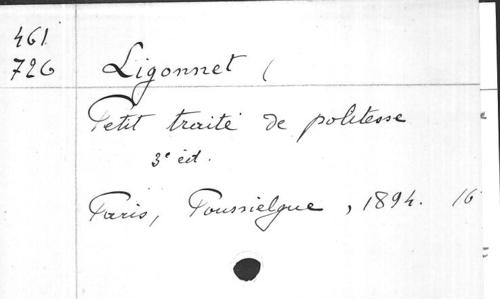 461
726
Ligonnet (
Petit traité de politesse
3e éd.
Paris, Poussielgue, 1894. 16